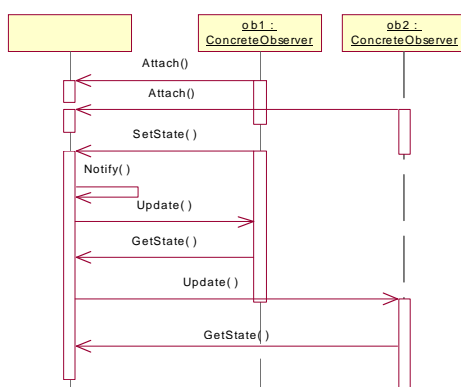 ob1 :
ConcreteObserver
ob2 :
ConcreteObserver
Attach()
Attach()
SetState()
Notify()
Update()
GetState()
Update()
GetState()